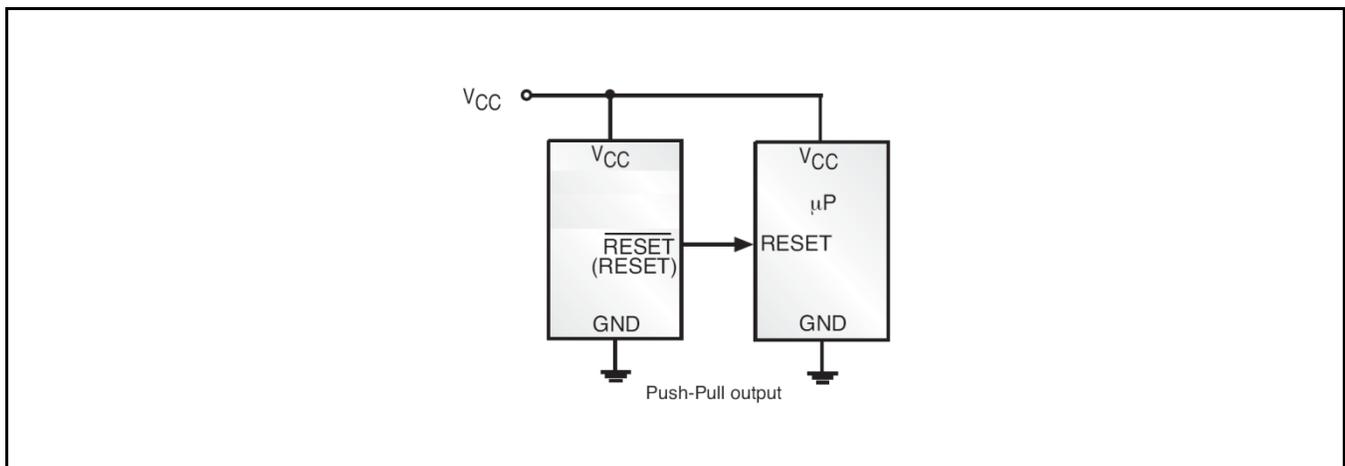 VCC
VCC
VCC
μP
RESET
RESET
(RESET)
GND
GND
Push-Pull output